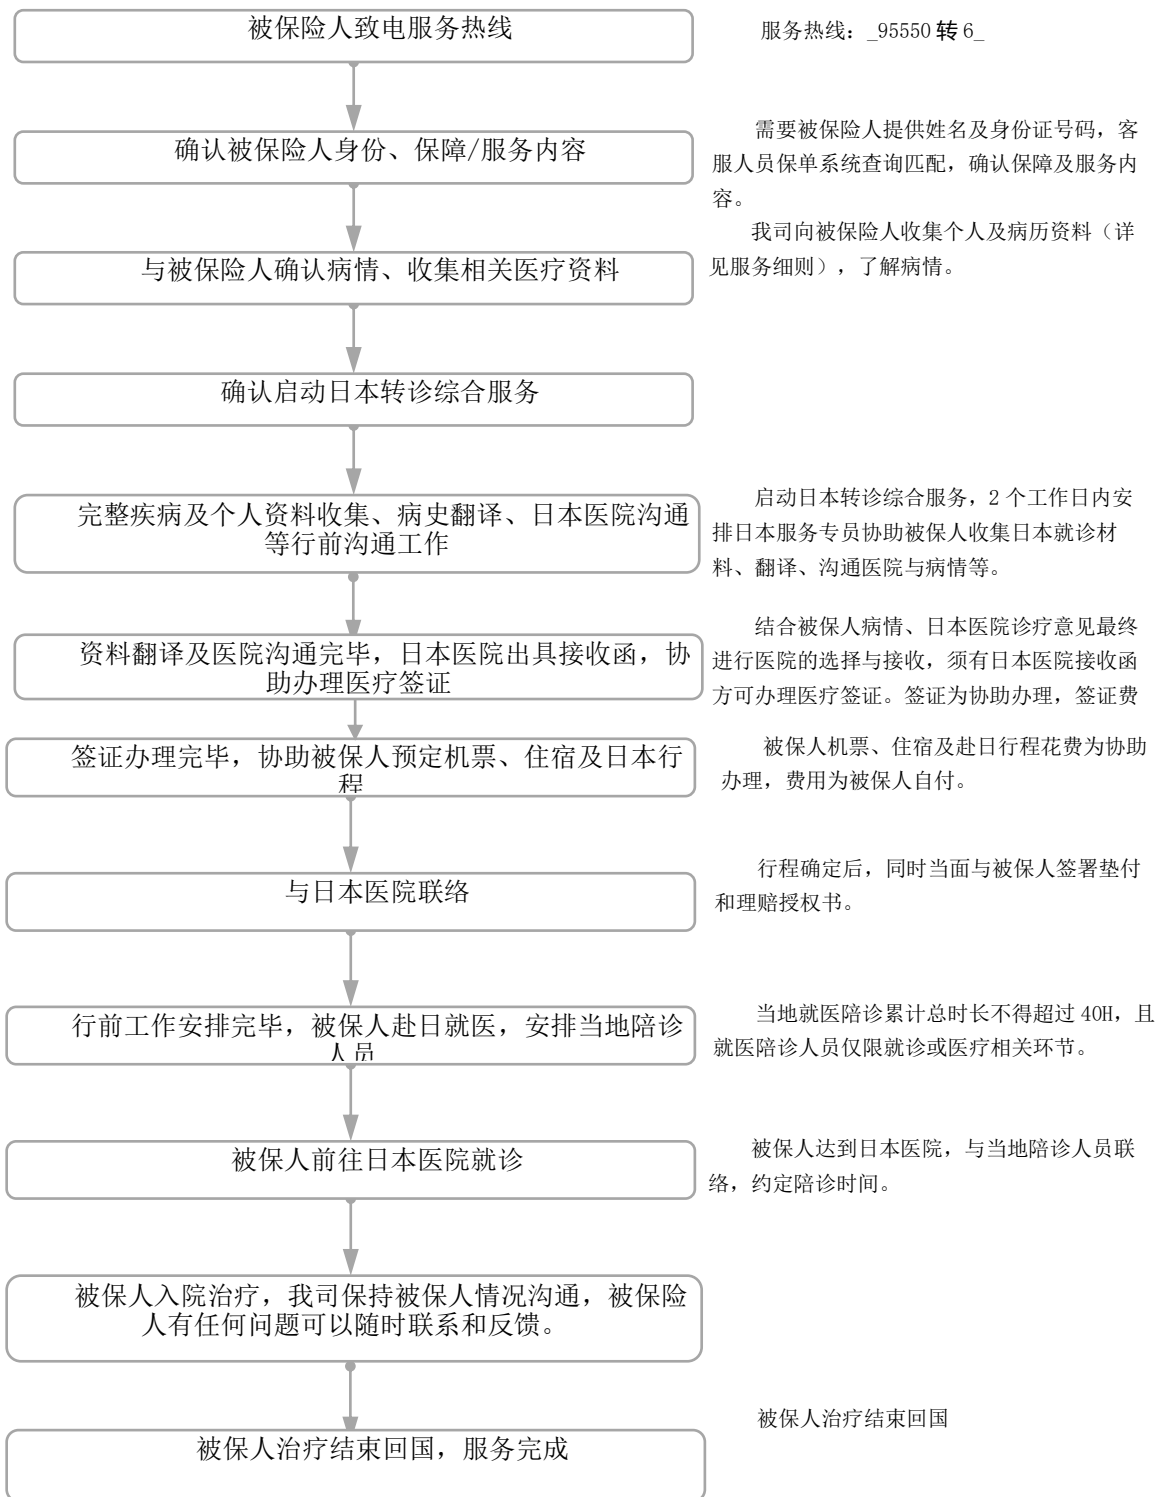 被保险人致电服务热线
服务热线：_95550 转 6_
确认被保险人身份、保障/服务内容
需要被保险人提供姓名及身份证号码，客
服人员保单系统查询匹配，确认保障及服务内
容。
与被保险人确认病情、收集相关医疗资料
我司向被保险人收集个人及病历资料（详
见服务细则），了解病情。
确认启动日本转诊综合服务
完整疾病及个人资料收集、病史翻译、日本医院沟通
等行前沟通工作
启动日本转诊综合服务，2 个工作日内安
排日本服务专员协助被保人收集日本就诊材
料、翻译、沟通医院与病情等。
资料翻译及医院沟通完毕，日本医院出具接收函，协
助办理医疗签证
结合被保人病情、日本医院诊疗意见最终
进行医院的选择与接收，须有日本医院接收函
方可办理医疗签证。签证为协助办理，签证费
签证办理完毕，协助被保人预定机票、住宿及日本行
程
被保人机票、住宿及赴日行程花费为协助
办理，费用为被保人自付。
与日本医院联络
行程确定后，同时当面与被保人签署垫付
和理赔授权书。
行前工作安排完毕，被保人赴日就医，安排当地陪诊
人员
当地就医陪诊累计总时长不得超过 40H，且
就医陪诊人员仅限就诊或医疗相关环节。
被保人前往日本医院就诊
被保人达到日本医院，与当地陪诊人员联
络，约定陪诊时间。
被保人入院治疗，我司保持被保人情况沟通，被保险
人有任何问题可以随时联系和反馈。
被保人治疗结束回国，服务完成
被保人治疗结束回国